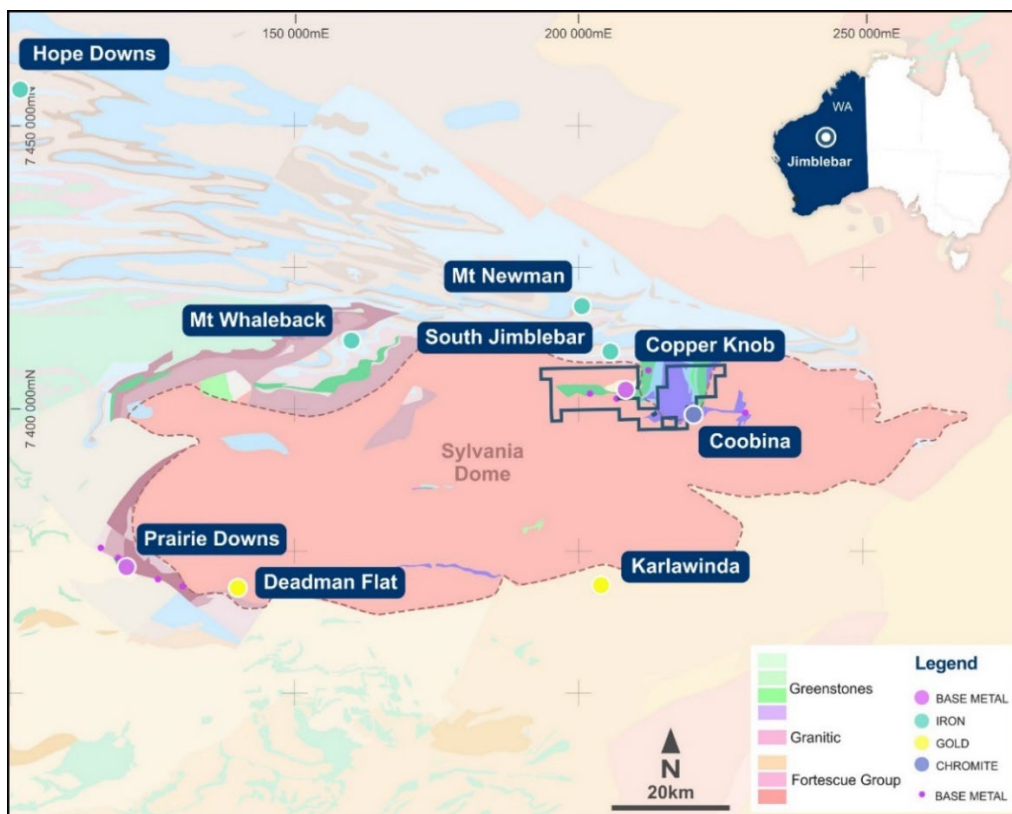 150 000mE
200 000mE
250 000mE
Hope Downs
7 450 000mN
WA
Jimblebar
Mt Newman
Mt Whaleback
South Jimblebar
Copper Knob
7 400 000mN
Coobina
Sylvania
Dome
Prairie Downs
Deadman Flat
Karlawinda
N
20km
Legend
Greenstones
Granitic
Fortescue Group
BASE METAL
IRON
GOLD
CHROMITE
BASE METAL